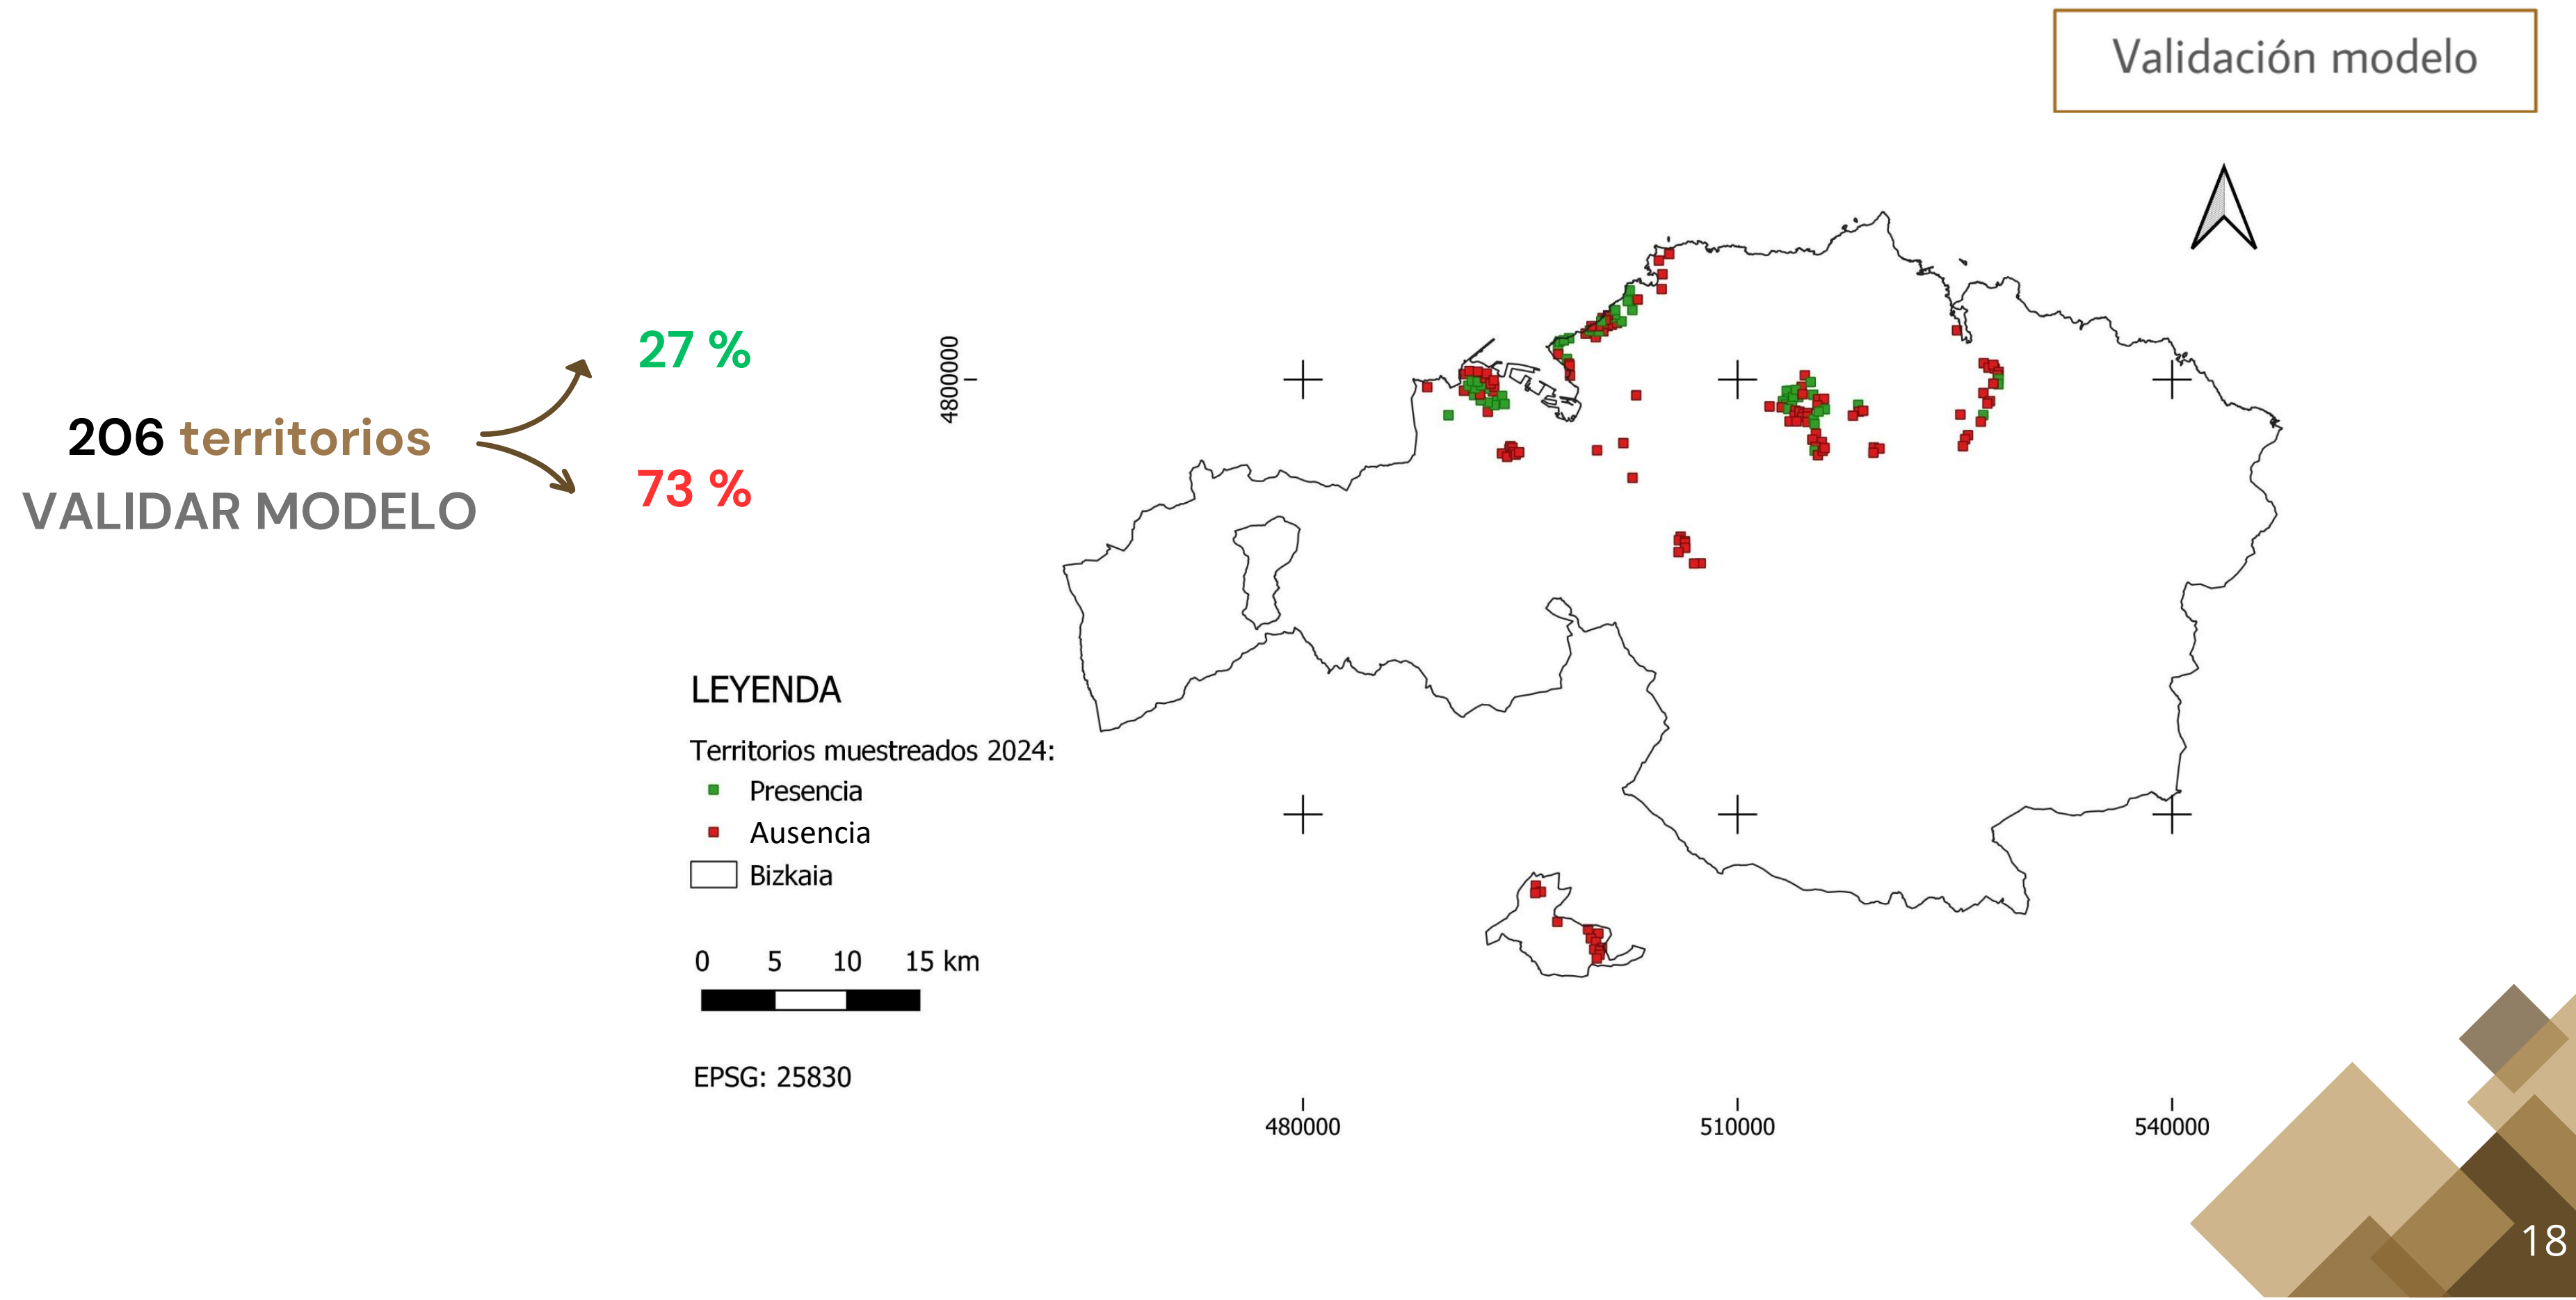 Validación modelo
27 %
206 territorios
VALIDAR MODELO
73 %
4800000
LEYENDA
Territorios muestreados 2024:
Presencia
Ausencia
Bizkaia
0 5 10 15 km
EPSG: 25830
480000 510000 540000
18